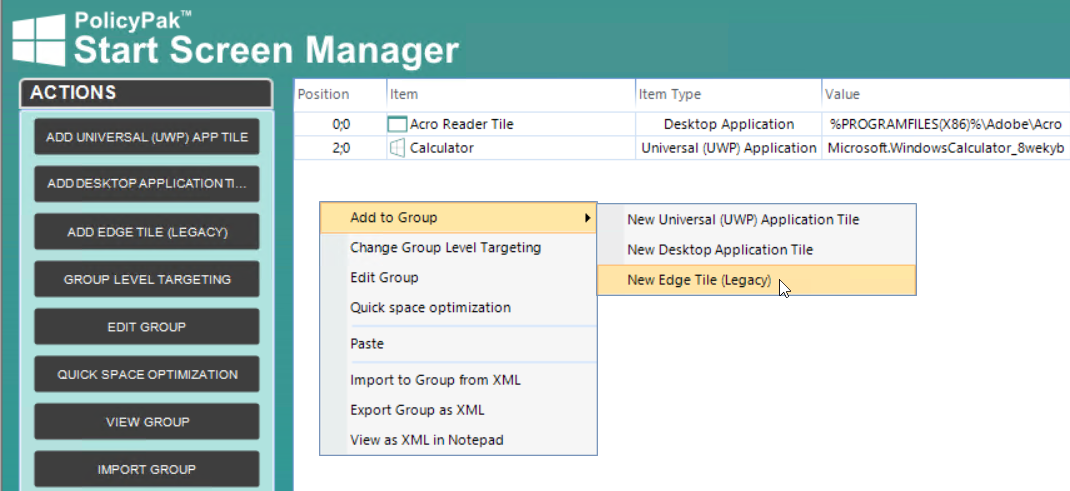 PolicyPak™
Start Screen Manager
ACTIONS
ADD UNIVERSAL (UWP) APP TILE
ADD DESKTOP APPLICATION TI...
ADD EDGE TILE (LEGACY)
GROUP LEVEL TARGETING
EDIT GROUP
QUICK SPACE OPTIMIZATION
VIEW GROUP
IMPORT GROUP
Position Item Item Type Value
0;0 Acro Reader Tile Desktop Application %PROGRAMFILES(X86)%\Adobe\Acro
2;0 Calculator Universal (UWP) Application Microsoft.WindowsCalculator_8wekyb
Add to Group
Change Group Level Targeting
Edit Group
Quick space optimization
Paste
Import to Group from XML
Export Group as XML
View as XML in Notepad
New Universal (UWP) Application Tile
New Desktop Application Tile
New Edge Tile (Legacy)